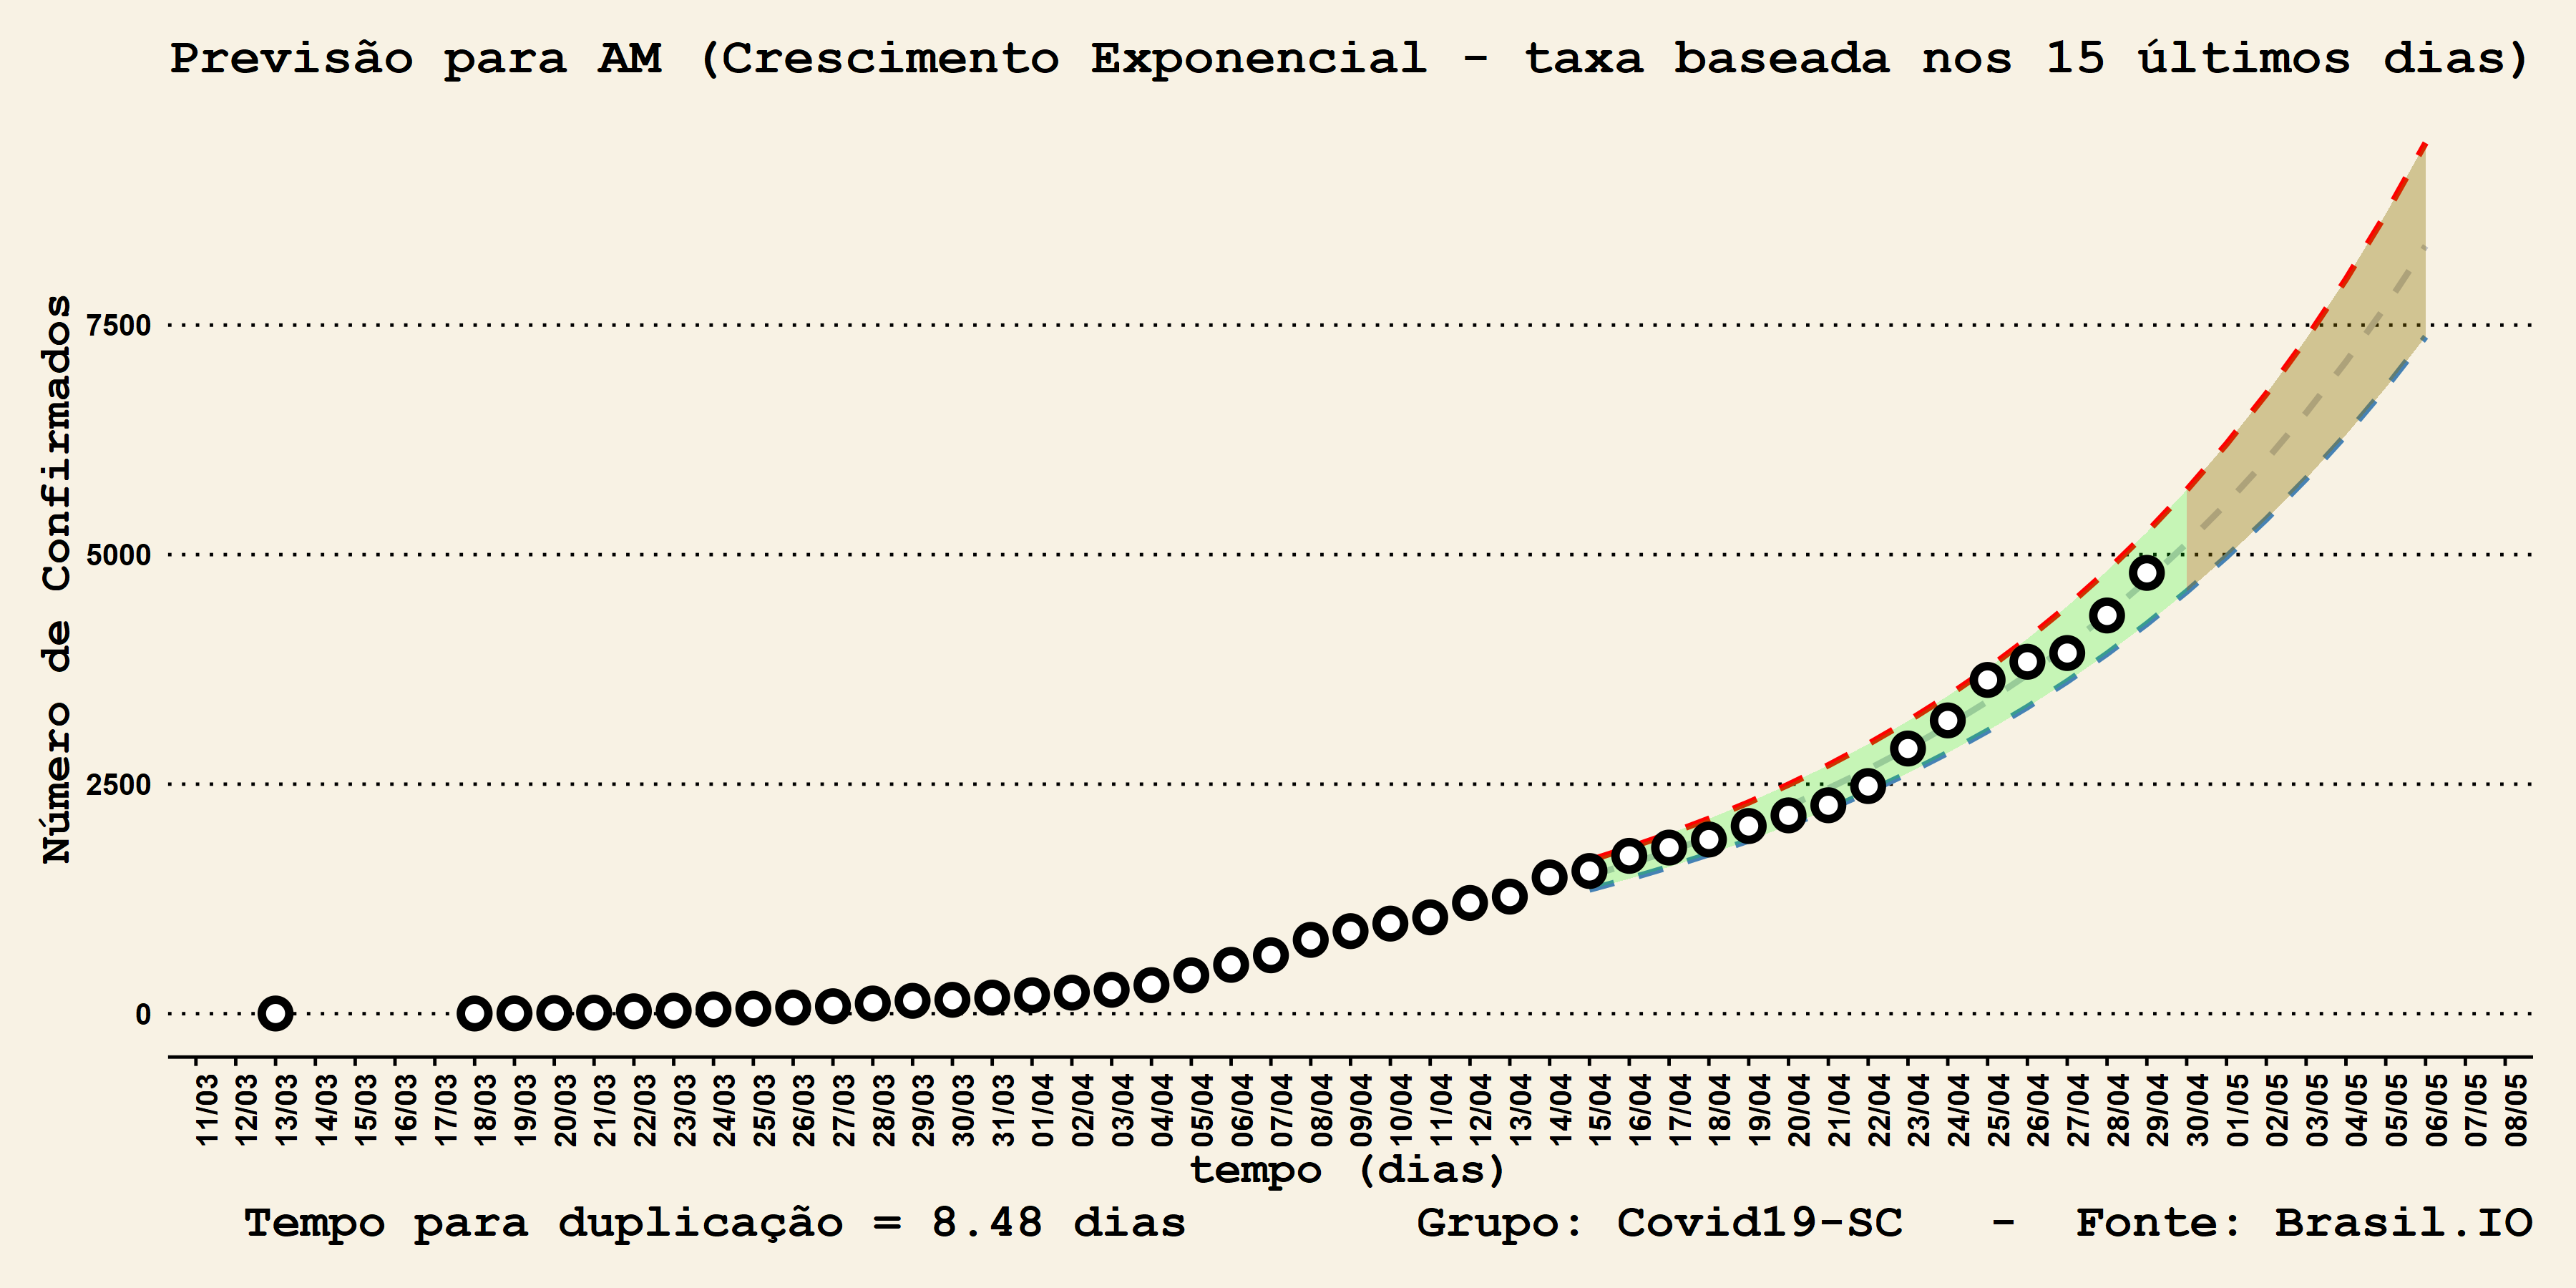 Previsão para AM (Crescimento Exponencial - taxa baseada nos 15 últimos dias)
Número de Confirmados
7500
5000
2500
0
11/03 12/03 13/03 14/03 15/03 16/03 17/03 18/03 19/03 20/03 21/03 22/03 23/03 24/03 25/03 26/03 27/03 28/03 29/03 30/03 31/03 01/04 02/04 03/04 04/04 05/04 06/04 07/04 08/04 09/04 10/04 11/04 12/04 13/04 14/04 15/04 16/04 17/04 18/04 19/04 20/04 21/04 22/04 23/04 24/04 25/04 26/04 27/04 28/04 29/04 30/04 01/05 02/05 03/05 04/05 05/05 06/05 07/05 08/05
tempo (dias)
Tempo para duplicação = 8.48 dias Grupo: Covid19-SC - Fonte: Brasil.IO